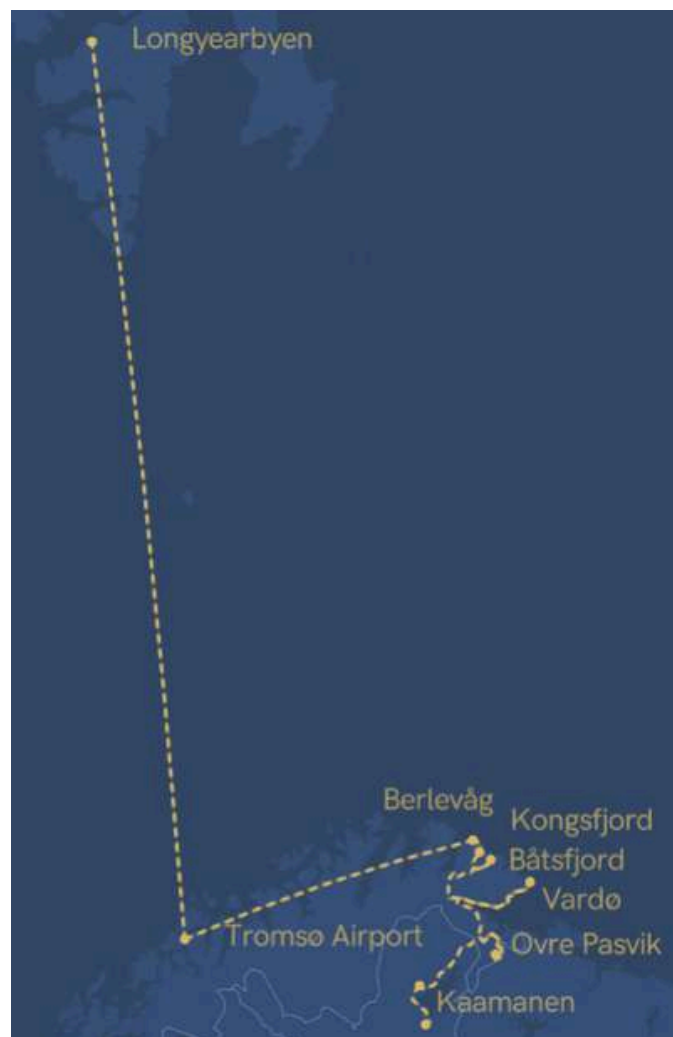 Longyearbyen
Berlevåg
Kongsfjord
Båtsfjord
Vardø
Tromsø Airport
Ovre Pasvik
Kaamanen